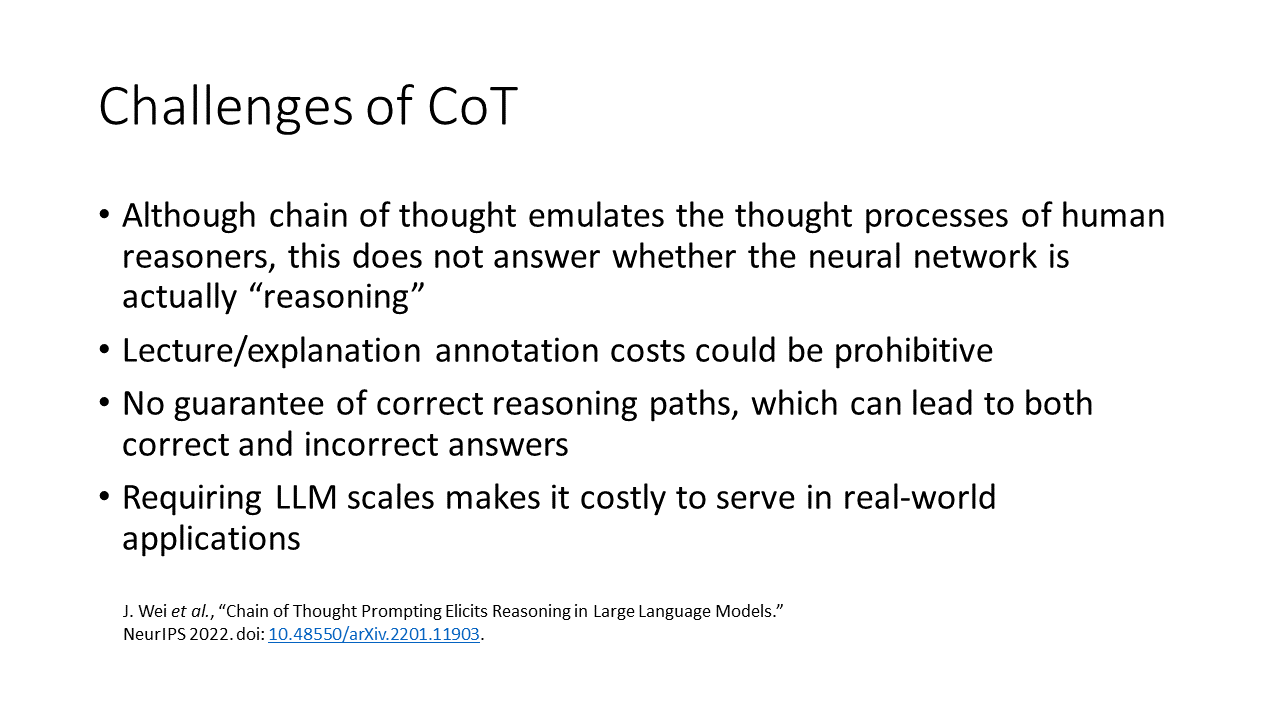 Challenges of CoT
• Although chain of thought emulates the thought processes of human
reasoners, this does not answer whether the neural network is
actually “reasoning”
• Lecture/explanation annotation costs could be prohibitive
• No guarantee of correct reasoning paths, which can lead to both
correct and incorrect answers
• Requiring LLM scales makes it costly to serve in real-world
applications
J. Wei et al., “Chain of Thought Prompting Elicits Reasoning in Large Language Models.”
NeurIPS 2022. doi: 10.48550/arXiv.2201.11903.